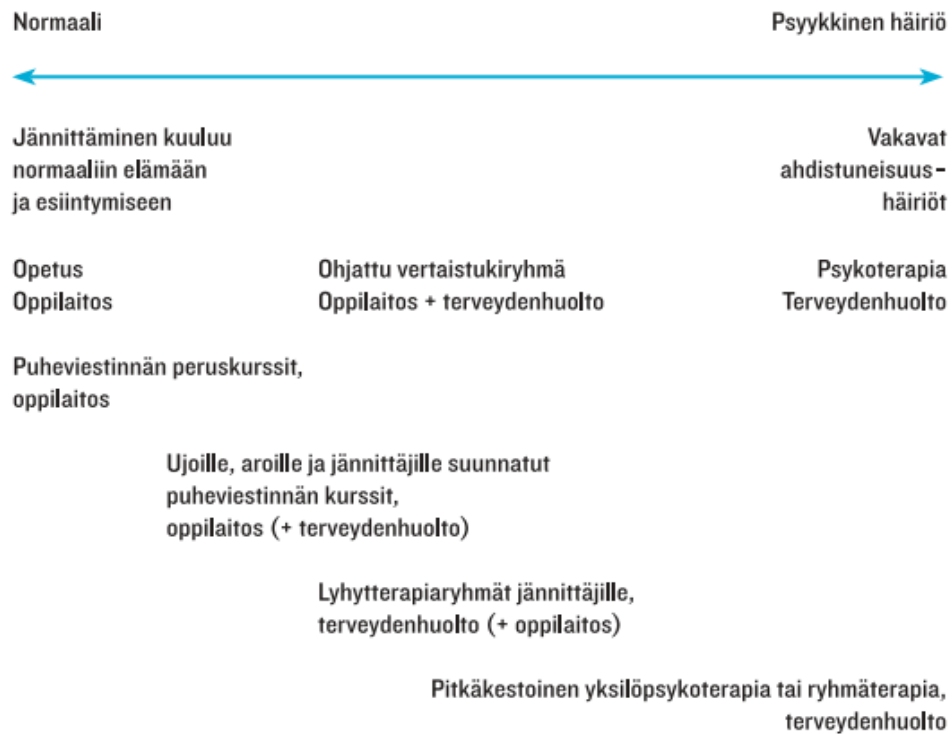 Normaali
Psyykkinen häiriö
Jännittäminen kuuluu
normaaliin elämään
ja esiintymiseen
Vakavat
ahdistuneisuus-
häiriöt
Opetus
Oppilaitos
Ohjattu vertaistukiryhmä
Oppilaitos + terveydenhuolto
Psykoterapia
Terveydenhuolto
Puheviestinnän peruskurssit,
oppilaitos
Ujoille, aroille ja jännittäjille suunnatut
puheviestinnän kurssit,
oppilaitos (+ terveydenhuolto)
Lyhytterapiaryhmät jännittäjille,
terveydenhuolto (+ oppilaitos)
Pitkäkestoinen yksilöpsykoterapia tai ryhmäterapia,
terveydenhuolto